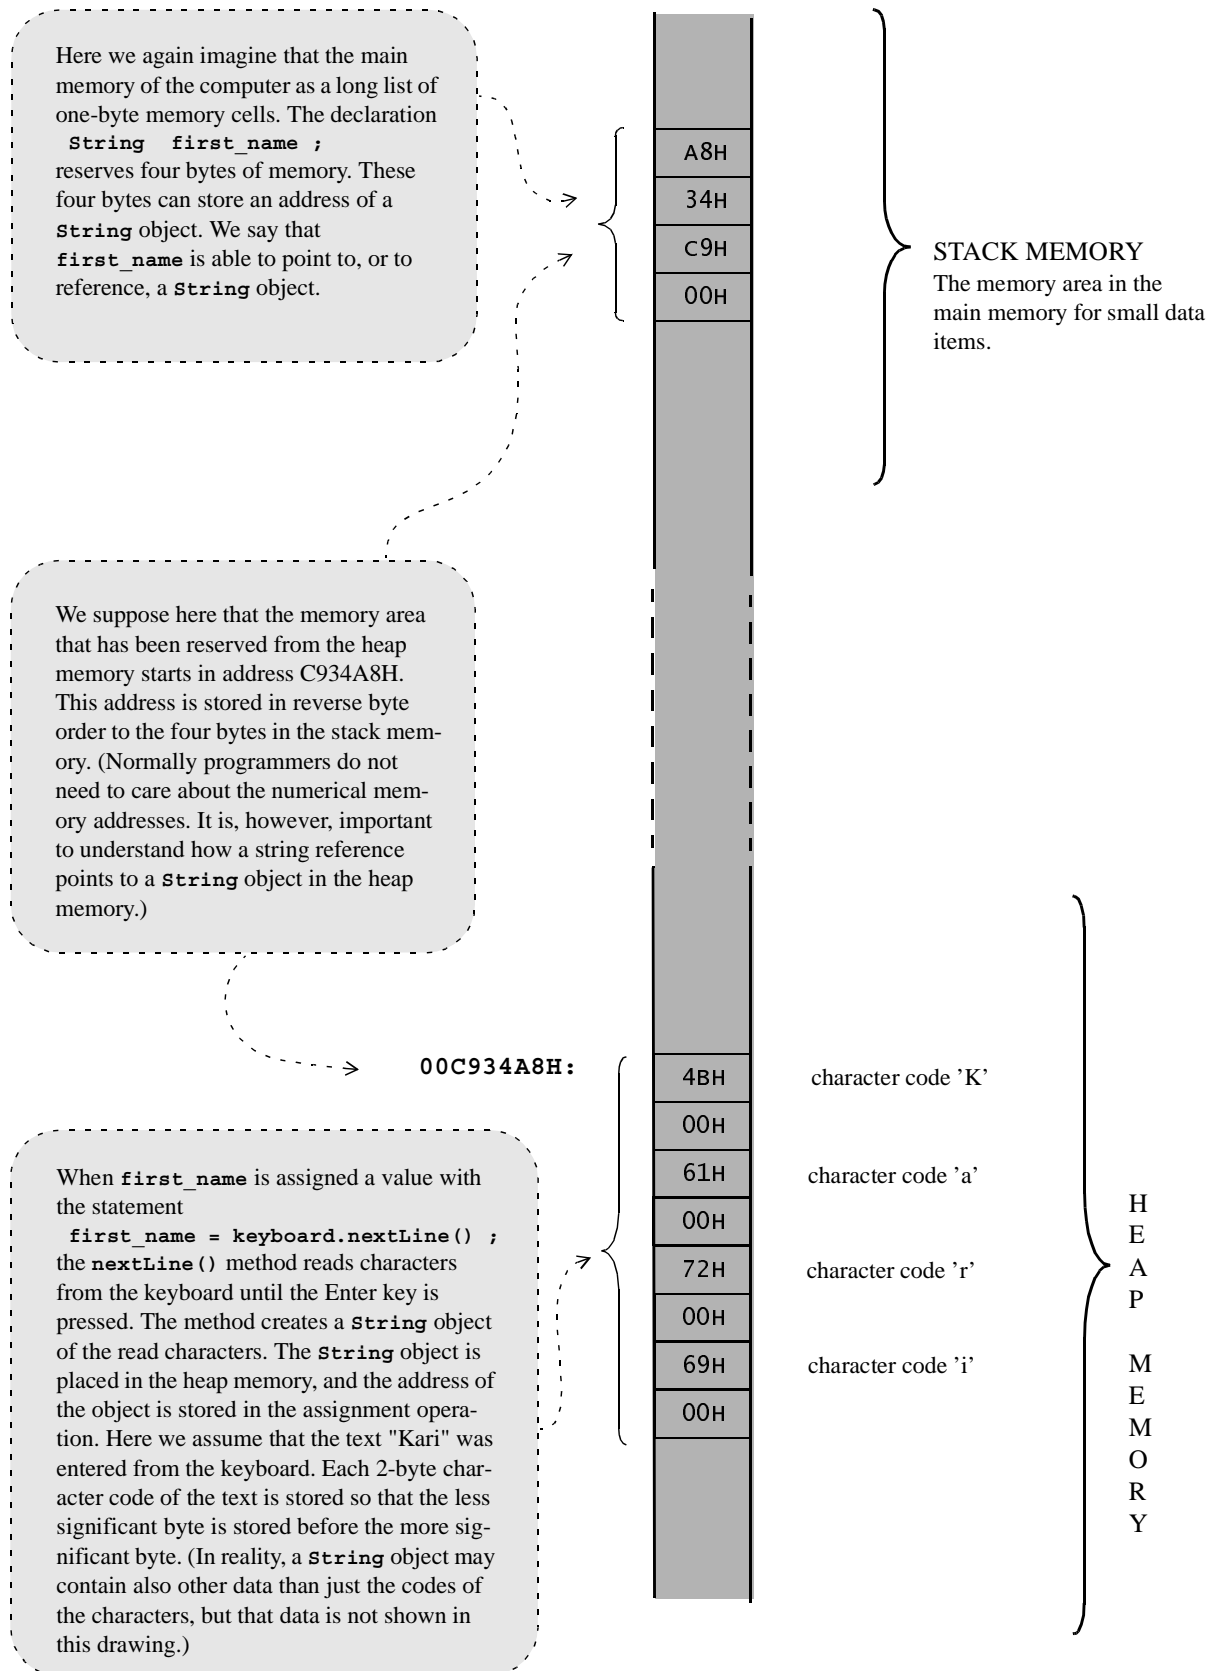 Here we again imagine that the main
memory of the computer as a long list of
one-byte memory cells. The declaration
String first_name ;
reserves four bytes of memory. These
four bytes can store an address of a
String object. We say that
first_name is able to point to, or to
reference, a String object.
A8H
34H
C9H
00H
STACK MEMORY
The memory area in the
main memory for small data
items.
We suppose here that the memory area
that has been reserved from the heap
memory starts in address C934A8H.
This address is stored in reverse byte
order to the four bytes in the stack mem-
ory. (Normally programmers do not
need to care about the numerical mem-
ory addresses. It is, however, important
to understand how a string reference
points to a String object in the heap
memory.)
00C934A8H:
4BH character code ’K’
00H
61H character code ’a’
00H
72H character code ’r’
00H
69H character code ’i’
00H
When first_name is assigned a value with
the statement
first_name = keyboard.nextLine() ;
the nextLine() method reads characters
from the keyboard until the Enter key is
pressed. The method creates a String object
of the read characters. The String object is
placed in the heap memory, and the address of
the object is stored in the assignment opera-
tion. Here we assume that the text "Kari" was
entered from the keyboard. Each 2-byte char-
acter code of the text is stored so that the less
significant byte is stored before the more sig-
nificant byte. (In reality, a String object may
contain also other data than just the codes of
the characters, but that data is not shown in
this drawing.)
H
E
A
P
M
E
M
O
R
Y